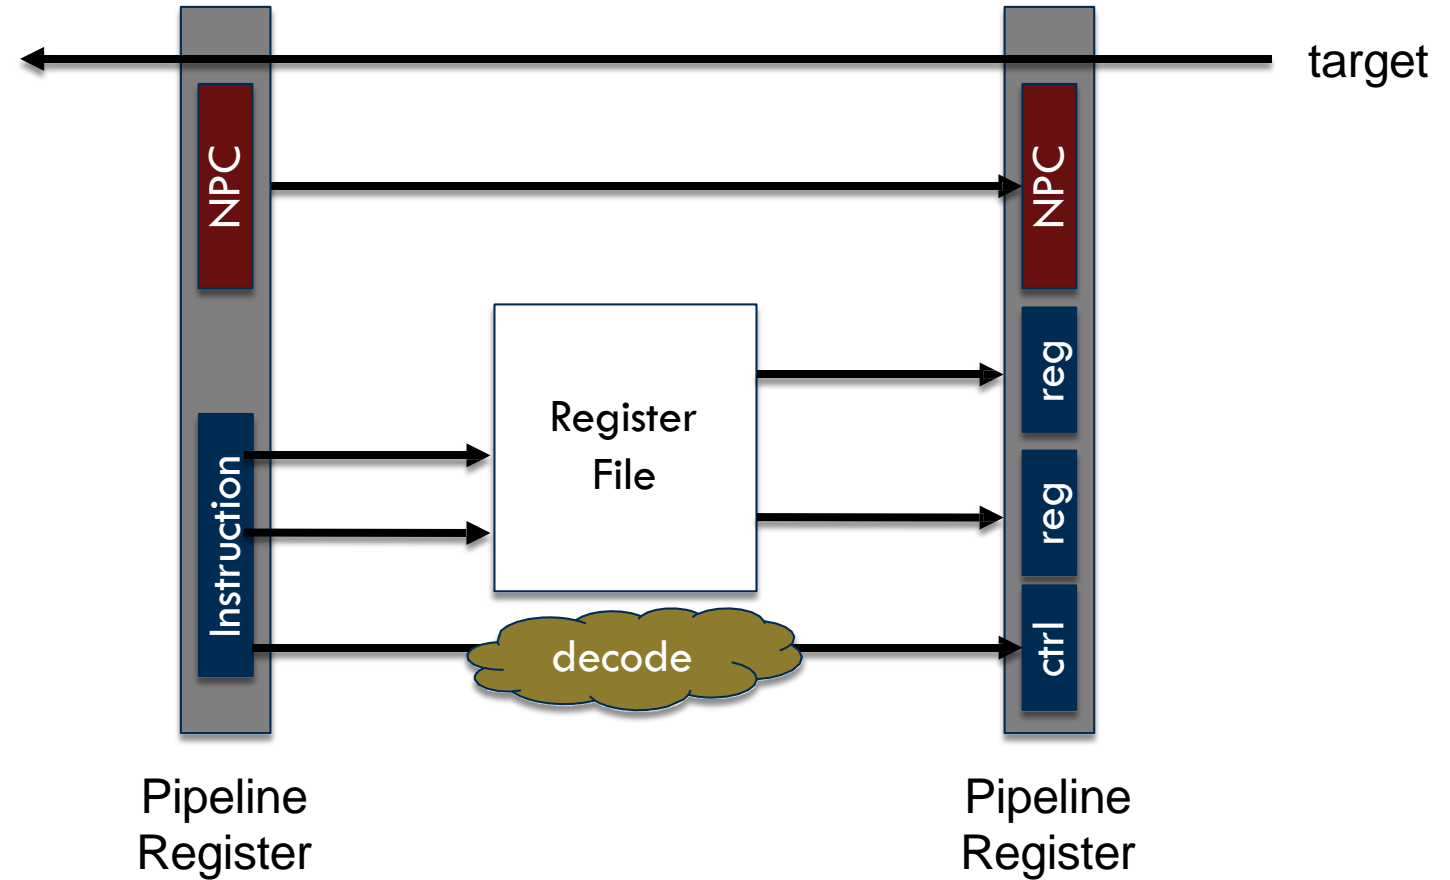 target
NPC
NPC
reg
Register
File
Instruction
reg
decode
ctrl
Pipeline
Register
Pipeline
Register